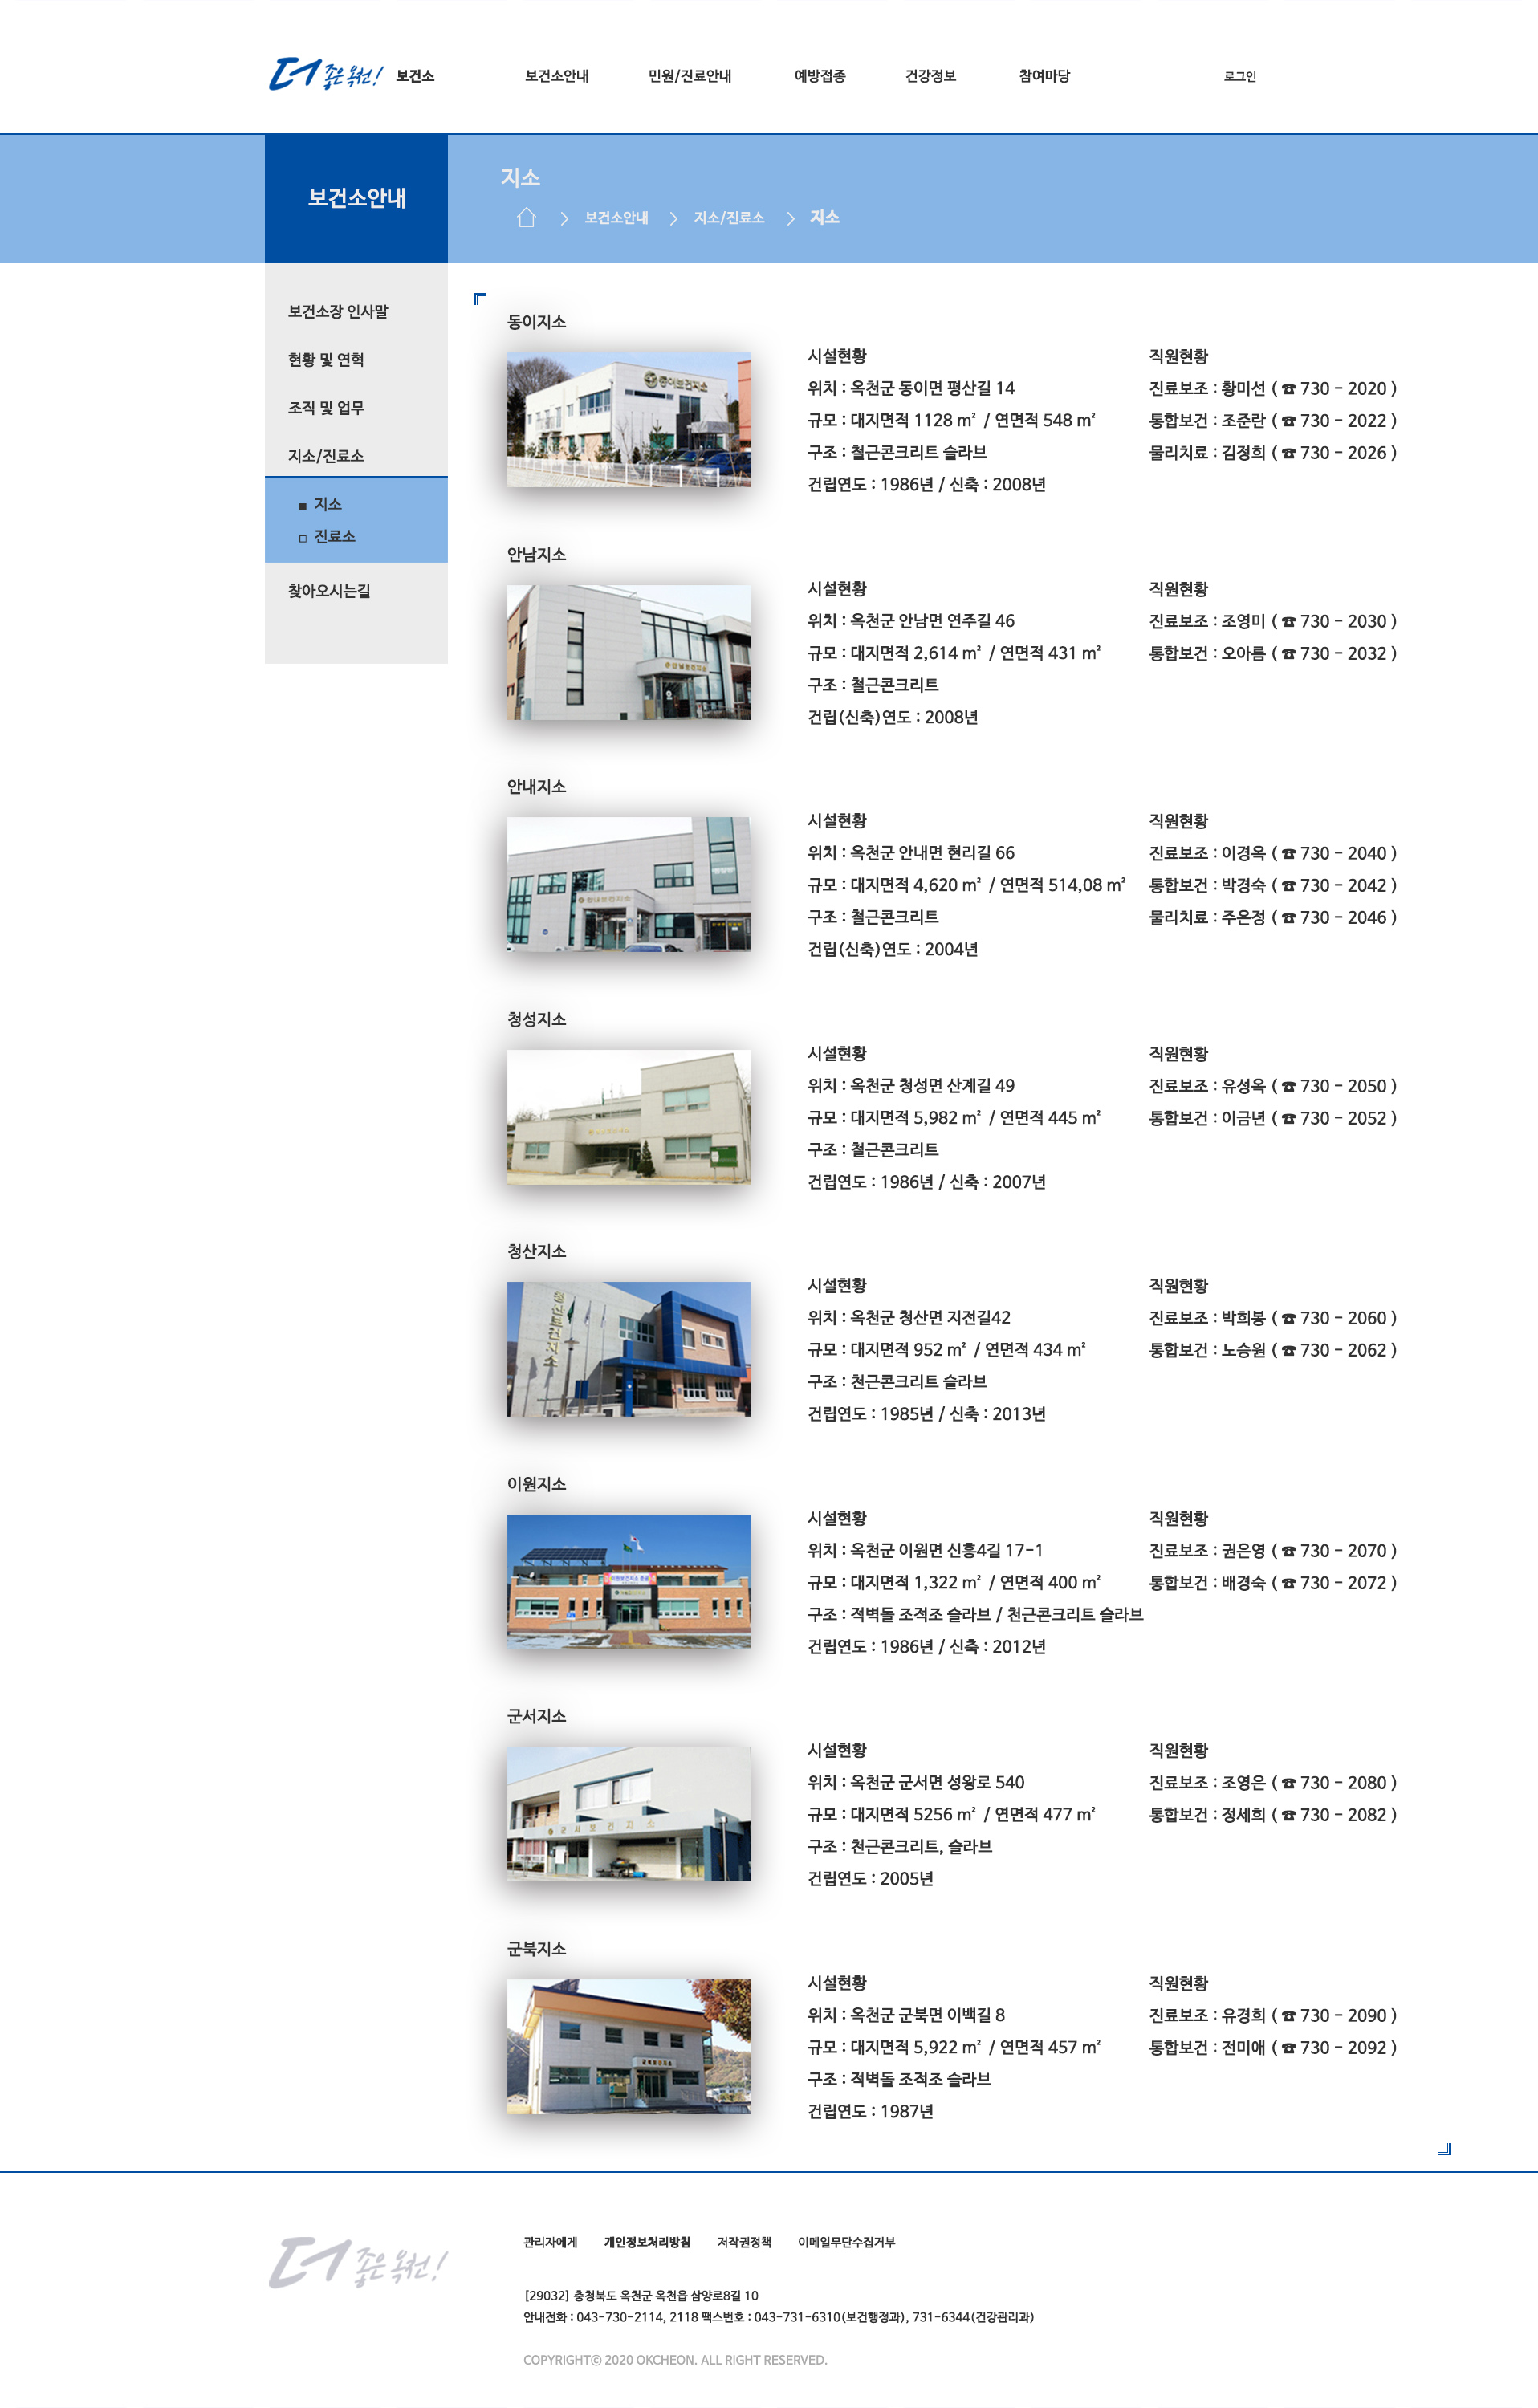 더 좋은 옥천! 보건소
보건소안내 민원/진료안내 예방접종 건강정보 참여마당 로그인
보건소안내
지소
보건소안내 지소/진료소 지소
보건소장 인사말
현황 및 연혁
조직 및 업무
지소/진료소
지소
진료소
찾아오시는길
동이지소
동이보건지소
시설현황
위치 : 옥천군 동이면 평산길 14
규모 : 대지면적 1128 m² / 연면적 548 m²
구조 : 철근콘크리트 슬라브
건립연도 : 1986년 / 신축 : 2008년
직원현황
진료보조 : 황미선 ( ☎ 730 - 2020 )
통합보건 : 조준란 ( ☎ 730 - 2022 )
물리치료 : 김정희 ( ☎ 730 - 2026 )
안남지소
안남보건지소
시설현황
위치 : 옥천군 안남면 연주길 46
규모 : 대지면적 2,614 m² / 연면적 431 m²
구조 : 철근콘크리트
건립(신축)연도 : 2008년
직원현황
진료보조 : 조영미 ( ☎ 730 - 2030 )
통합보건 : 오아름 ( ☎ 730 - 2032 )
안내지소
안내보건지소
시설현황
위치 : 옥천군 안내면 현리길 66
규모 : 대지면적 4,620 m² / 연면적 514,08 m²
구조 : 철근콘크리트
건립(신축)연도 : 2004년
직원현황
진료보조 : 이경옥 ( ☎ 730 - 2040 )
통합보건 : 박경숙 ( ☎ 730 - 2042 )
물리치료 : 주은정 ( ☎ 730 - 2046 )
청성지소
시설현황
위치 : 옥천군 청성면 산계길 49
규모 : 대지면적 5,982 m² / 연면적 445 m²
구조 : 철근콘크리트
건립연도 : 1986년 / 신축 : 2007년
직원현황
진료보조 : 유성옥 ( ☎ 730 - 2050 )
통합보건 : 이금년 ( ☎ 730 - 2052 )
청산지소
청산보건지소
시설현황
위치 : 옥천군 청산면 지전길42
규모 : 대지면적 952 m² / 연면적 434 m²
구조 : 천근콘크리트 슬라브
건립연도 : 1985년 / 신축 : 2013년
직원현황
진료보조 : 박희봉 ( ☎ 730 - 2060 )
통합보건 : 노승원 ( ☎ 730 - 2062 )
이원지소
시설현황
위치 : 옥천군 이원면 신흥4길 17-1
규모 : 대지면적 1,322 m² / 연면적 400 m²
구조 : 적벽돌 조적조 슬라브 / 천근콘크리트 슬라브
건립연도 : 1986년 / 신축 : 2012년
직원현황
진료보조 : 권은영 ( ☎ 730 - 2070 )
통합보건 : 배경숙 ( ☎ 730 - 2072 )
군서지소
군서보건지소
시설현황
위치 : 옥천군 군서면 성왕로 540
규모 : 대지면적 5256 m² / 연면적 477 m²
구조 : 천근콘크리트, 슬라브
건립연도 : 2005년
직원현황
진료보조 : 조영은 ( ☎ 730 - 2080 )
통합보건 : 정세희 ( ☎ 730 - 2082 )
군북지소
시설현황
위치 : 옥천군 군북면 이백길 8
규모 : 대지면적 5,922 m² / 연면적 457 m²
구조 : 적벽돌 조적조 슬라브
건립연도 : 1987년
직원현황
진료보조 : 유경희 ( ☎ 730 - 2090 )
통합보건 : 전미애 ( ☎ 730 - 2092 )
더 좋은 옥천!
관리자에게 개인정보처리방침 저작권정책 이메일무단수집거부
[29032] 충청북도 옥천군 옥천읍 삼양로8길 10
안내전화 : 043-730-2114, 2118 팩스번호 : 043-731-6310(보건행정과), 731-6344(건강관리과)
COPYRIGHTⓒ 2020 OKCHEON. ALL RIGHT RESERVED.